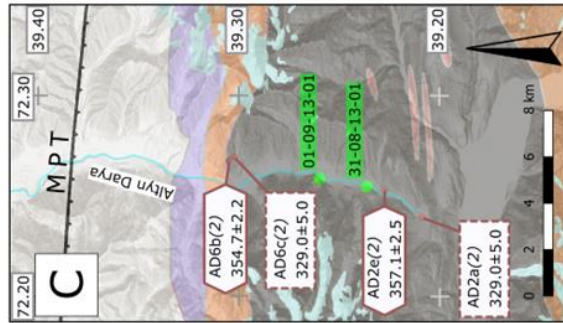 C
MPT
Altyn Darya
72.20
72.30
39.40
39.30
39.20
AD6b(2)
354.7±2.2
AD6c(2)
329.0±5.0
01-09-13-01
31-08-13-01
AD2e(2)
357.1±2.5
AD2a(2)
329.0±5.0
0 2 4 6 8 km